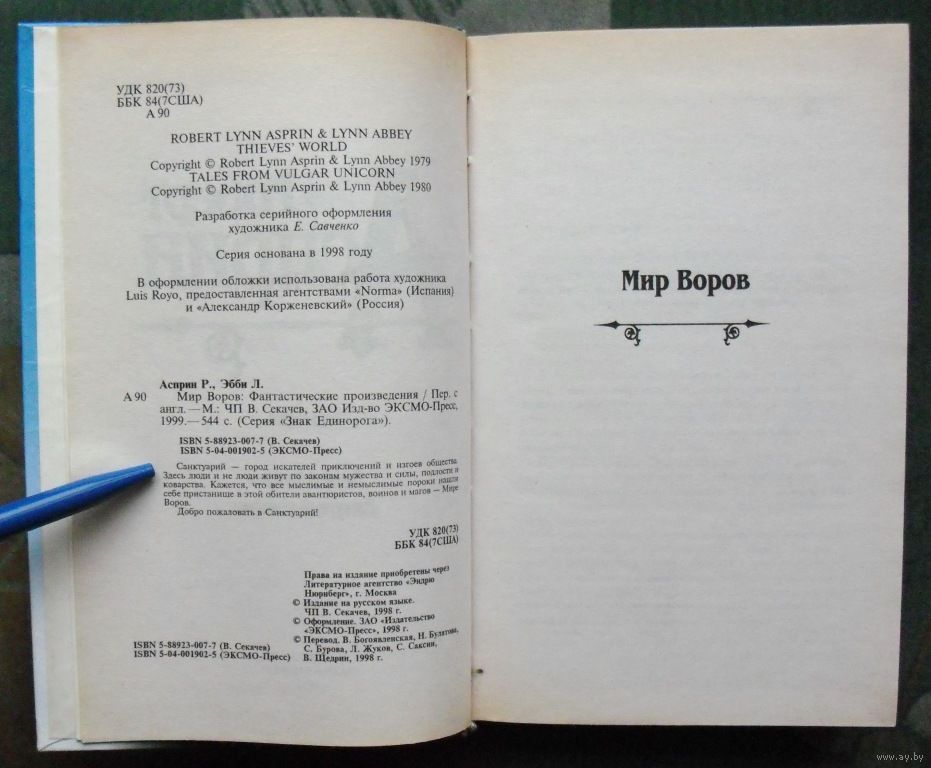 УДК 820(73)
ББК 84(7США)
А 90
ROBERT LYNN ASPRIN & LYNN ABBEY
THIEVES' WORLD
Copyright © Robert Lynn Asprin & Lynn Abbey 1979
TALES FROM VULGAR UNICORN
Copyright © Robert Lynn Asprin & Lynn Abbey 1980
Разработка серийного оформления
художника Е. Савченко
Серия основана в 1998 году
В оформлении обложки использована работа художника
Luis Royo, предоставленная агентствами «Norma» (Испания)
и «Александр Корженевский» (Россия)
Асприн Р., Эбби Л.
А 90 Мир Воров: Фантастические произведения / Пер. с
англ. — М.: ЧП В. Секачев, ЗАО Изд-во ЭКСМО-Пресс,
1999.— 544 с. (Серия «Знак Единорога»).
ISBN 5-88923-007-7 (В. Секачев)
ISBN 5-04-001902-5 (ЭКСМО-Пресс)
Санктуарий — город искателей приключений и изгоев общества.
Здесь люди и не люди живут по законам мужества и силы, подлости и
коварства. Кажется, что все мыслимые и немыслимые пороки нашли
себе пристанище в этой обители авантюристов, воинов и магов — Мире
Воров.
Добро пожаловать в Санктуарий!
УДК 820(73)
ББК 84(7США)
Права на издание приобретены через
Литературное агентство «Эндрю
Нюрнберг», г. Москва
© Издание на русском языке.
ЧП В. Секачев, 1998 г.
© Оформление. ЗАО «Издательство
«ЭКСМО-Пресс», 1998 г.
© Перевод. В. Богоявленская, Н. Булатова,
С. Бурова, Л. Жуков, С. Саксин,
В. Щедрин, 1998 г.
ISBN 5-88923-007-7 (В. Секачев)
ISBN 5-04-001902-5 (ЭКСМО-Пресс)
Мир Воров
www.ay.by